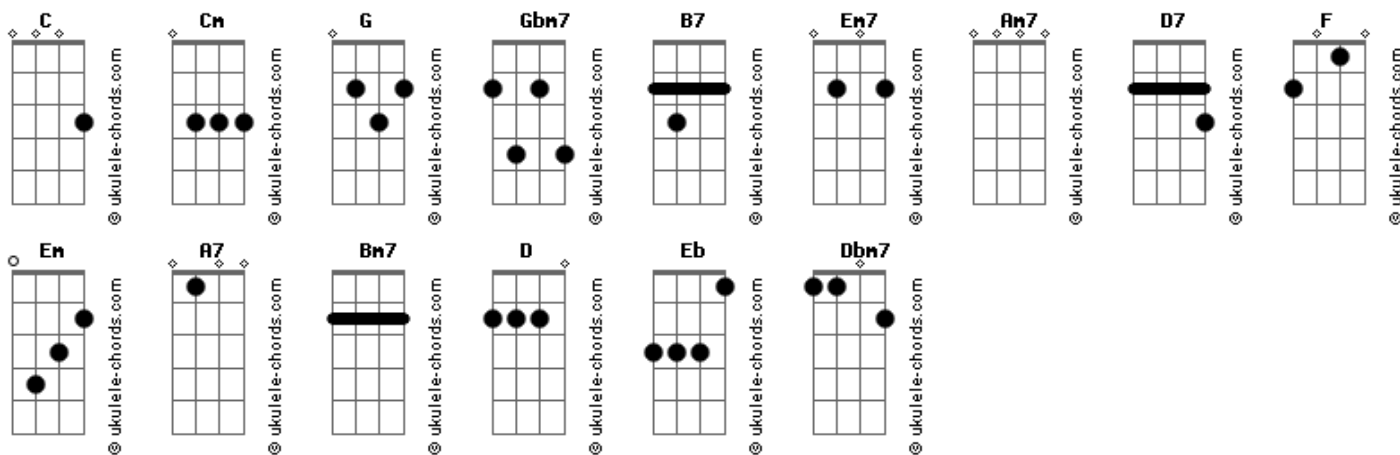 C Cm G Gbm7 B7 Em7 Am7 D7 F
© ukulele-chords.com © ukulele-chords.com © ukulele-chords.com © ukulele-chords.com © ukulele-chords.com © ukulele-chords.com © ukulele-chords.com © ukulele-chords.com © ukulele-chords.com
Em A7 Bm7 D Eb Dbm7
© ukulele-chords.com © ukulele-chords.com © ukulele-chords.com © ukulele-chords.com © ukulele-chords.com © ukulele-chords.com